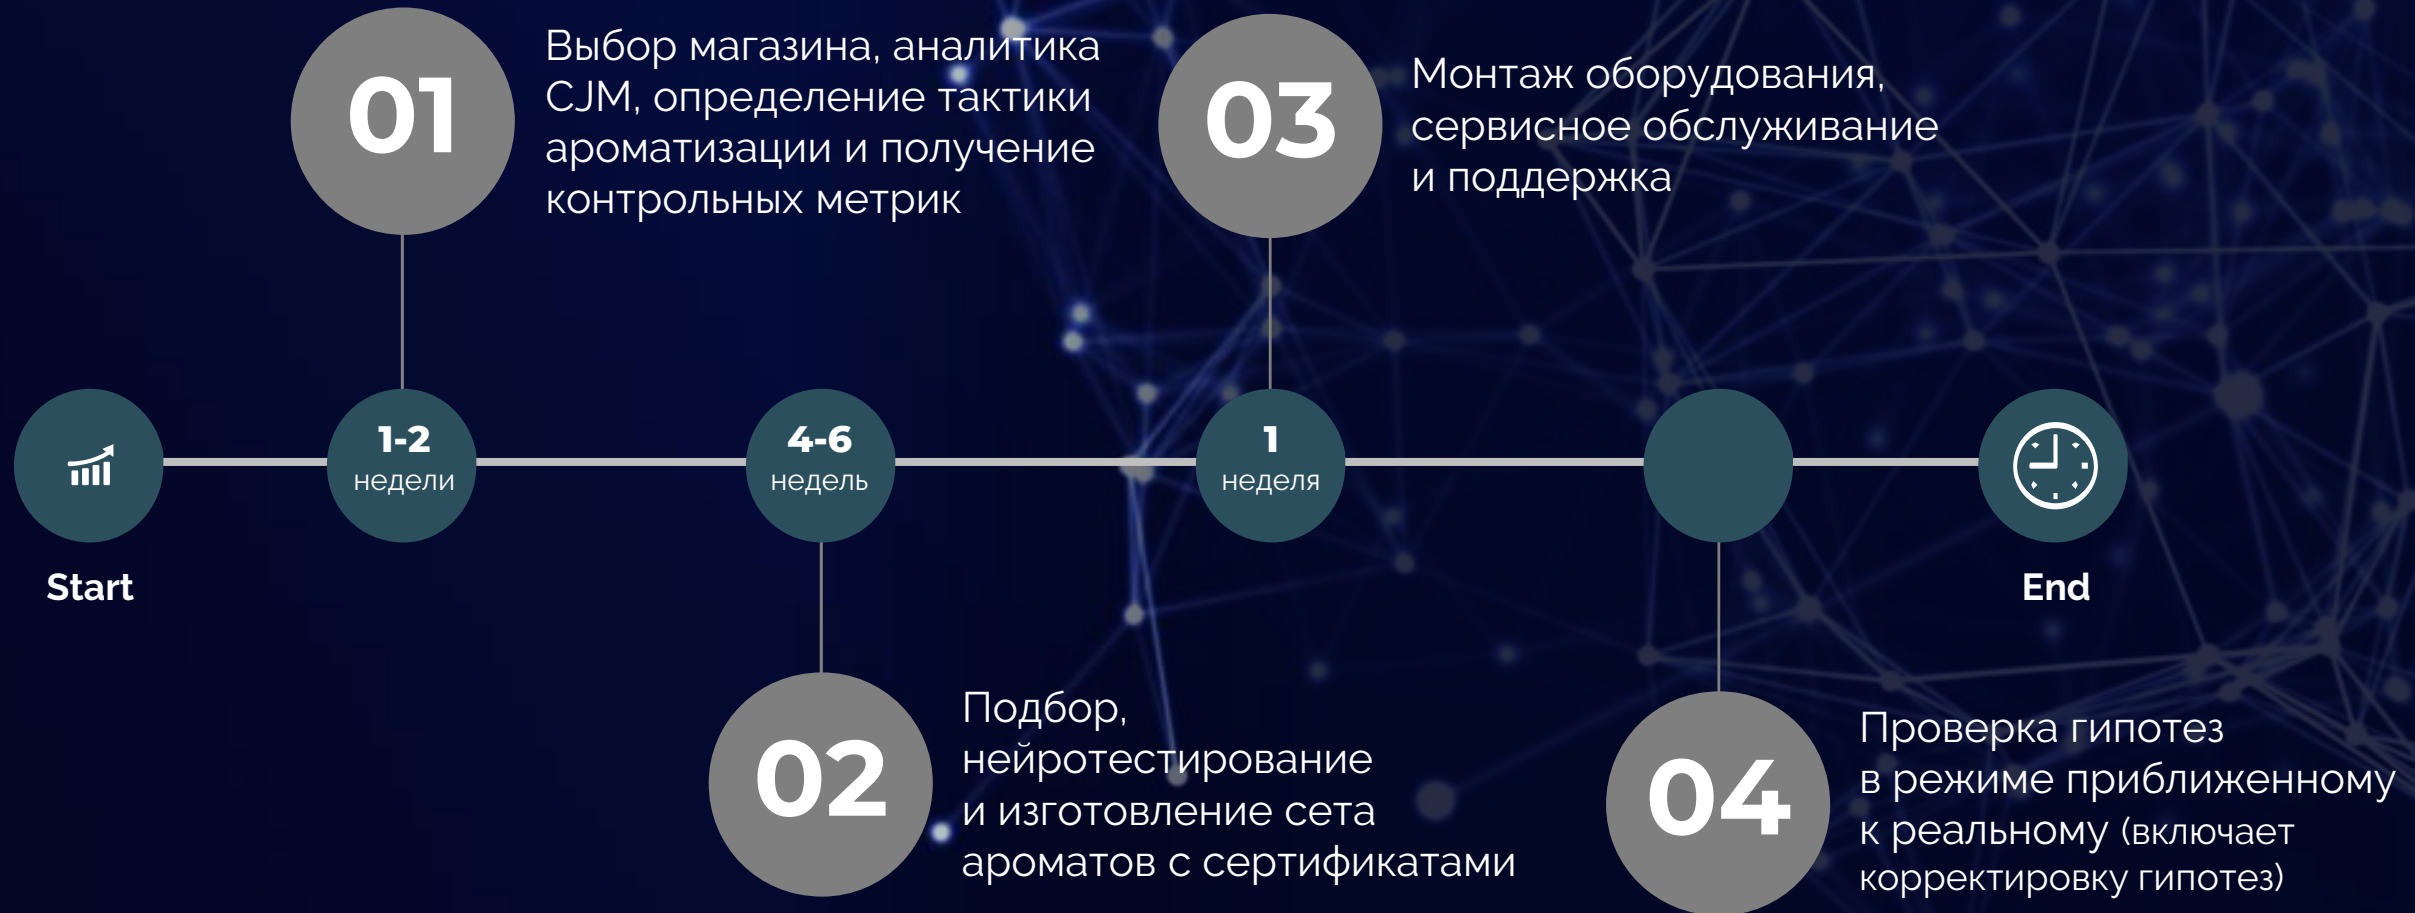 01
Выбор магазина, аналитика
CJM, определение тактики
ароматизации и получение
контрольных метрик
03
Монтаж оборудования,
сервисное обслуживание
и поддержка
1-2
недели
4-6
недель
1
неделя
Start
End
02
Подбор,
нейротестирование
и изготовление сета
ароматов с сертификатами
04
Проверка гипотез
в режиме приближенному
к реальному (включает
корректировку гипотез)